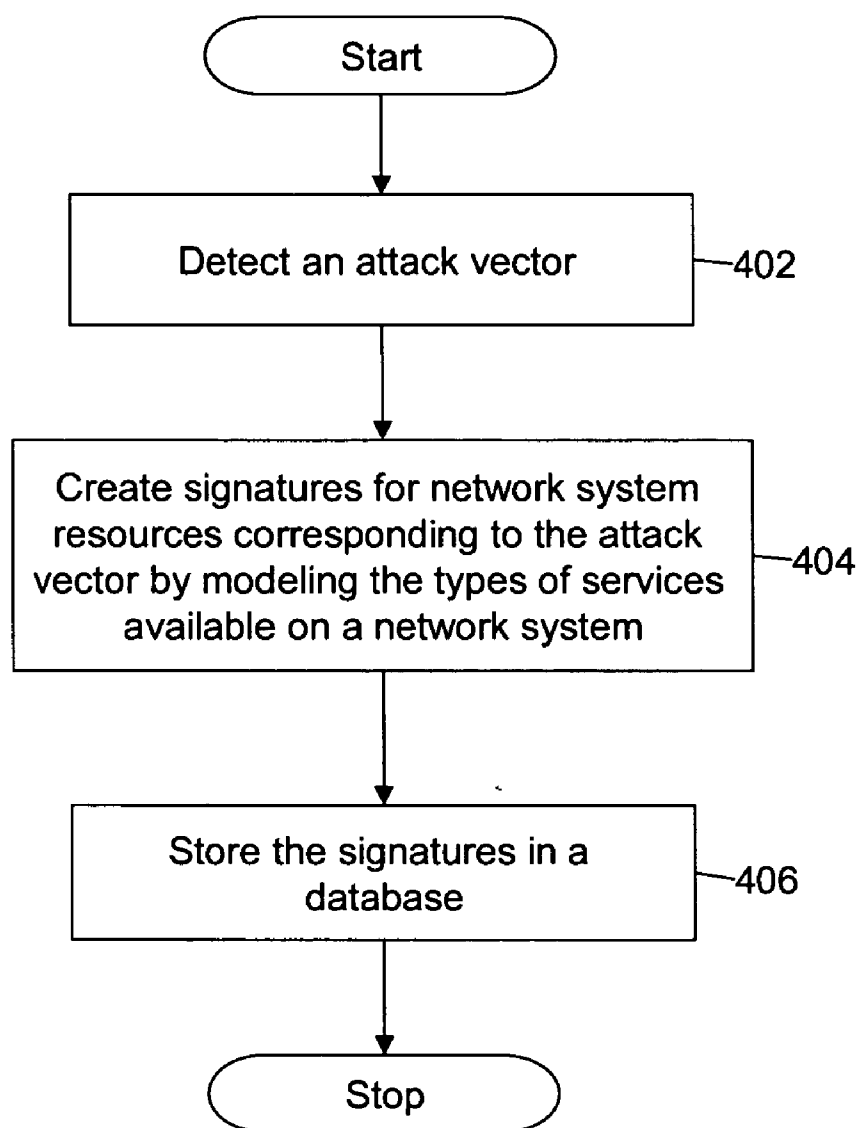 Start
Detect an attack vector
402
Create signatures for network system
resources corresponding to the attack
vector by modeling the types of services
available on a network system
404
Store the signatures in a
database
406
Stop